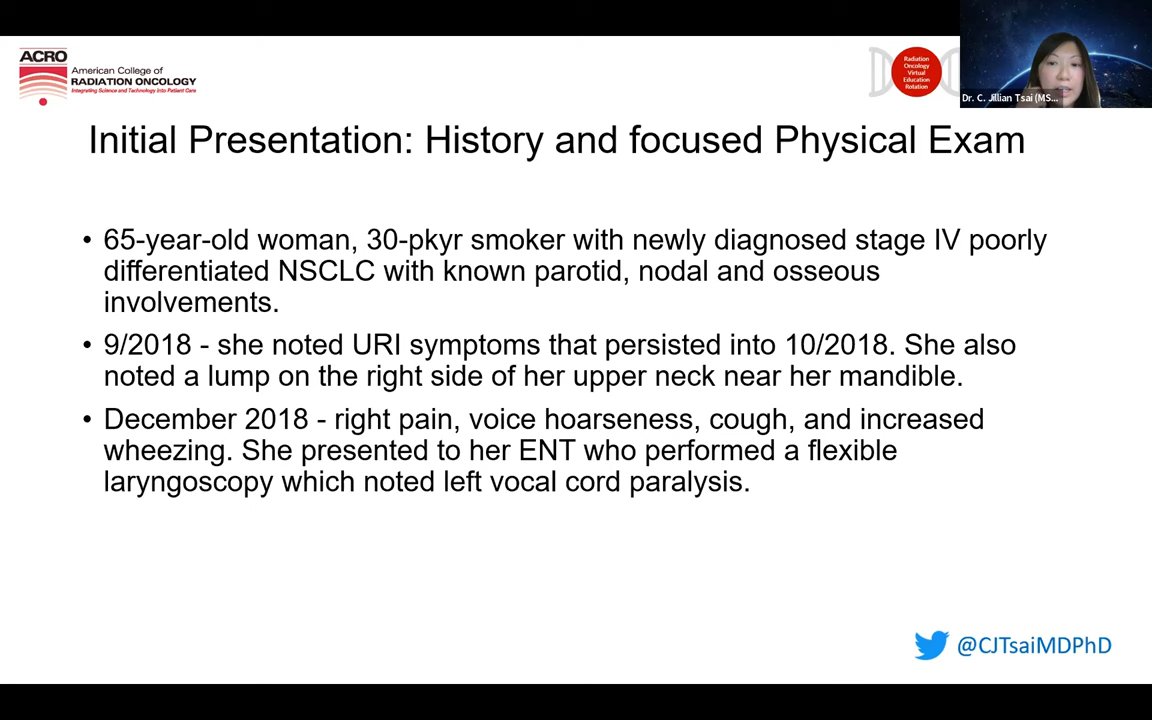 ACRO
American College of
RADIATION ONCOLOGY
Integrating Science and Technology into Patient Care
Radiation
Oncology
Virtual
Education
Rotation
Dr. C. Jillian Tsai (MS...
Initial Presentation: History and focused Physical Exam
• 65-year-old woman, 30-pkyr smoker with newly diagnosed stage IV poorly
differentiated NSCLC with known parotid, nodal and osseous
involvements.
• 9/2018 - she noted URI symptoms that persisted into 10/2018. She also
noted a lump on the right side of her upper neck near her mandible.
• December 2018 - right pain, voice hoarseness, cough, and increased
wheezing. She presented to her ENT who performed a flexible
laryngoscopy which noted left vocal cord paralysis.
@CJTsaiMDPhD